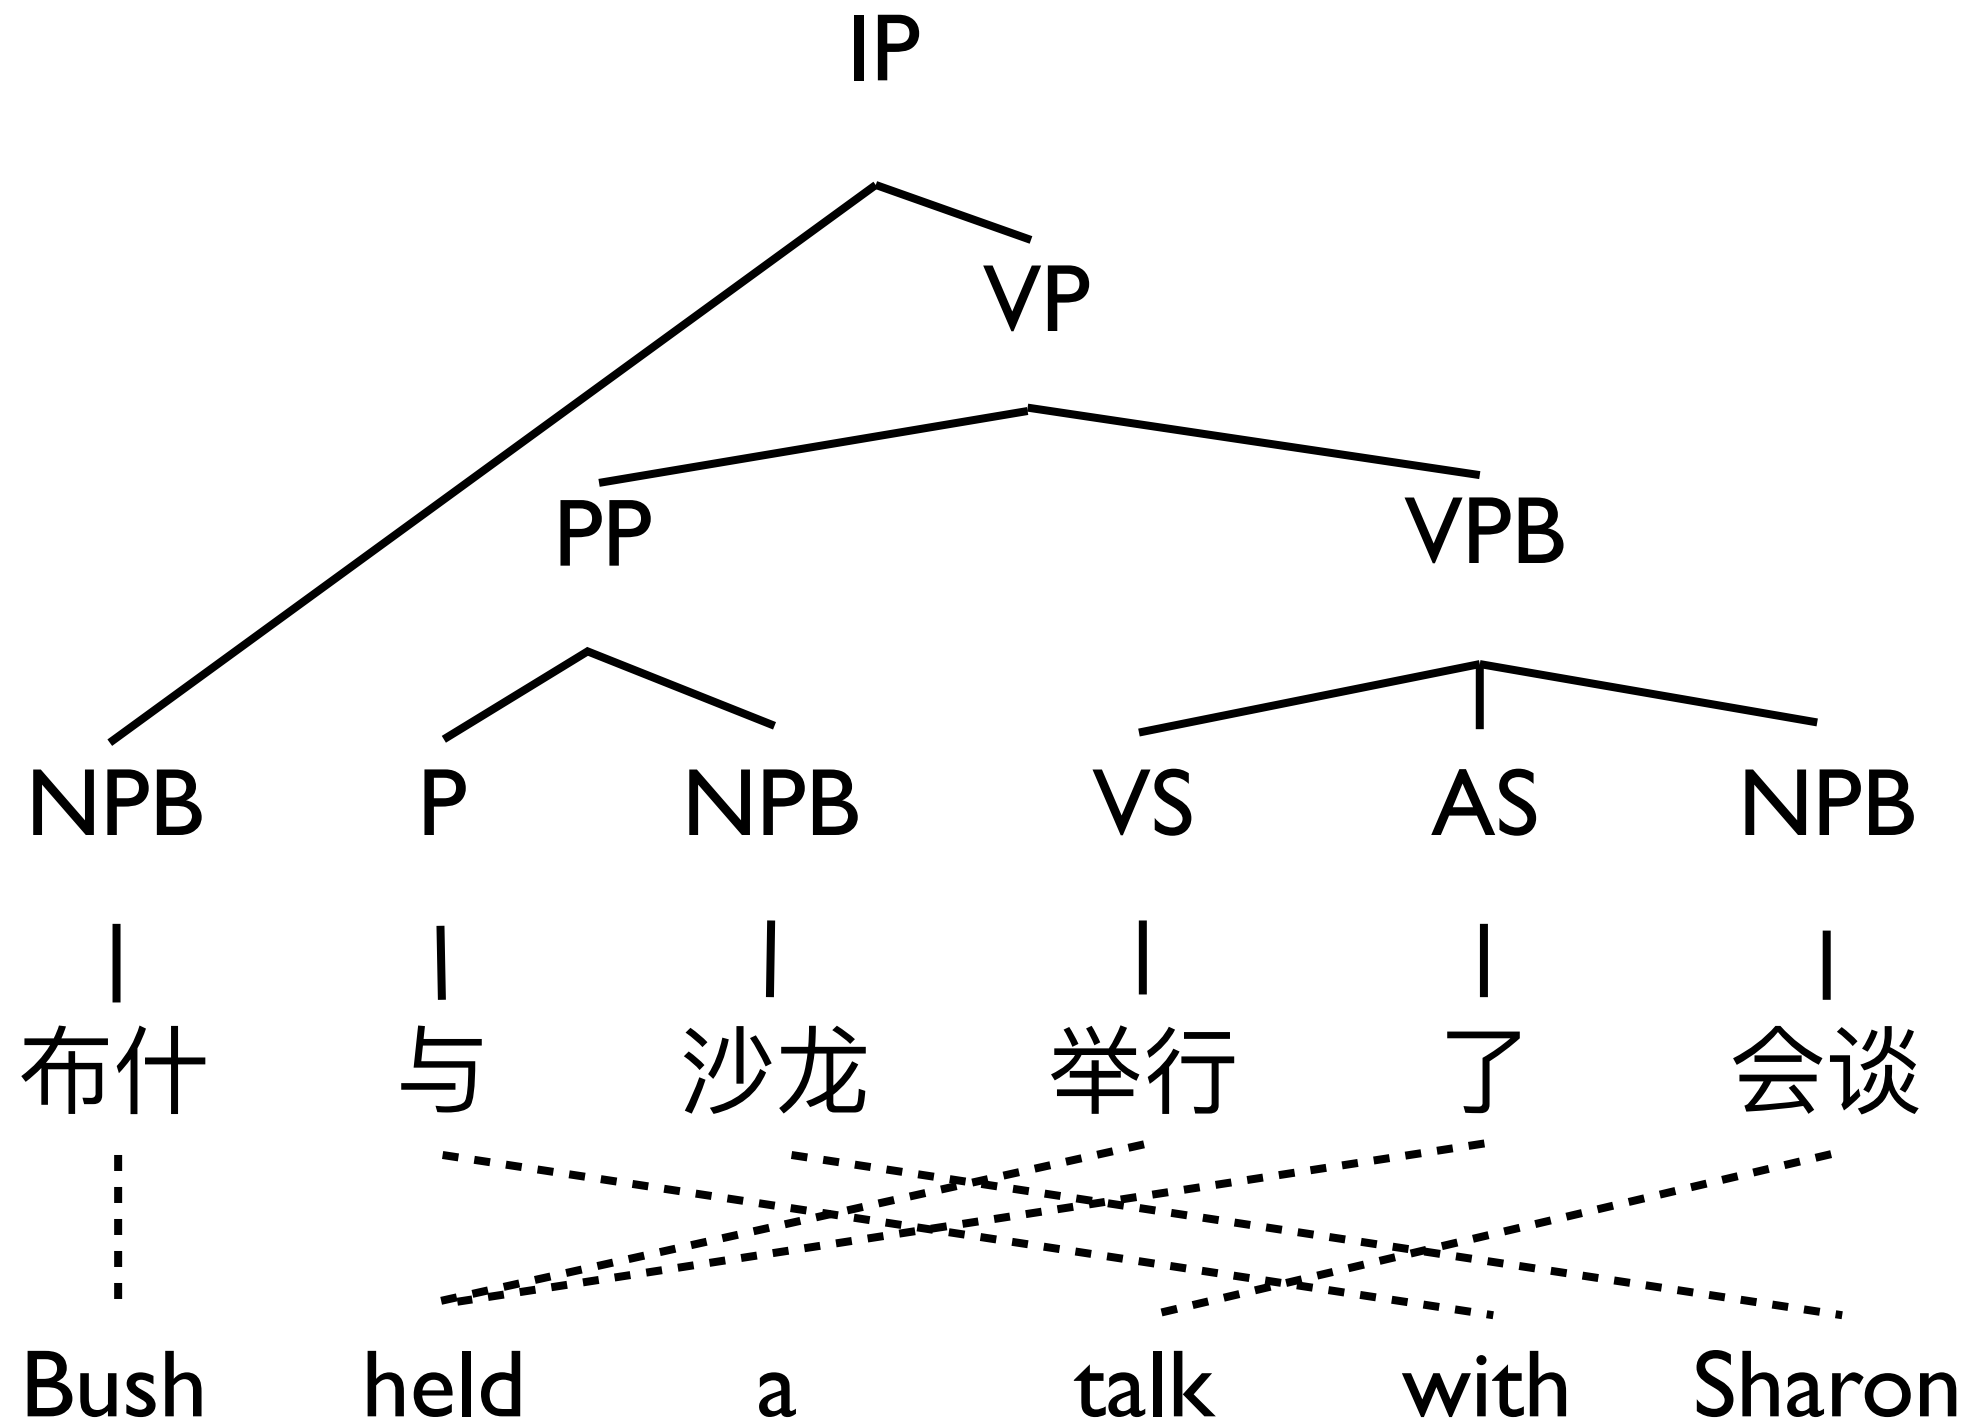 IP
VP
PP VPB
NPB P NPB VS AS NPB
布什 与 沙龙 举行 了 会谈
Bush held a talk with Sharon